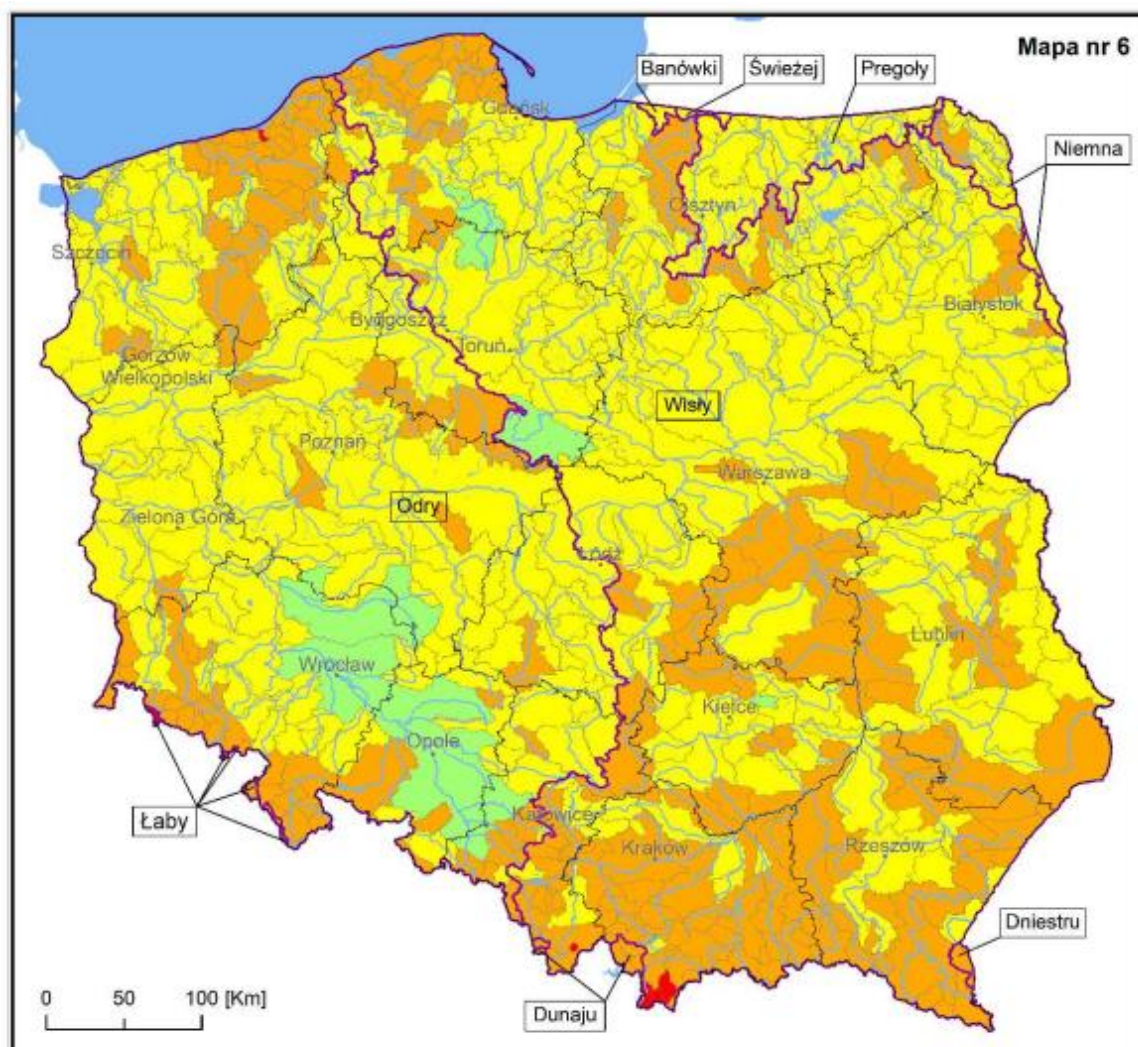 Mapa nr 6
Banówki
Świeżej
Pregoły
Niemna
Gdańsk
Olsztyn
Szczecin
Białystok
Bydgoszcz
Toruń
Gorzów
Wielkopolski
Wisły
Poznań
Warszawa
Odry
Zielona Góra
Łódź
Lublin
Wrocław
Kielce
Opole
Łaby
Katowice
Kraków
Rzeszów
Dniestru
0 50 100 [Km]
Dunaju